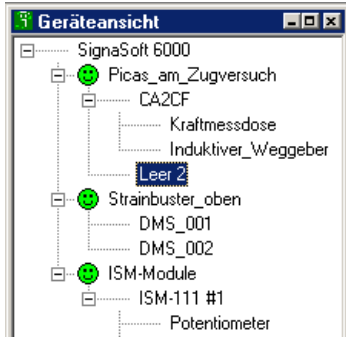 Geräteansicht
SignaSoft 6000
Picas_am_Zugversuch
CA2CF
Kraftmessdose
Induktiver_Weggeber
Leer 2
Strainbuster_oben
DMS_001
DMS_002
ISM-Module
ISM-111 #1
Potentiometer